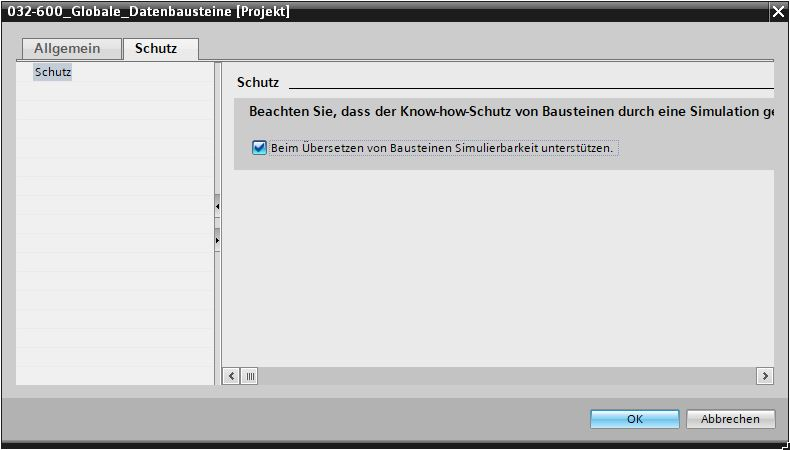 032-600_Globale_Datenbausteine [Projekt]
Allgemein
Schutz
Schutz
Schutz
Beachten Sie, dass der Know-how-Schutz von Bausteinen durch eine Simulation ge
Beim Übersetzen von Bausteinen Simulierbarkeit unterstützen.
OK
Abbrechen